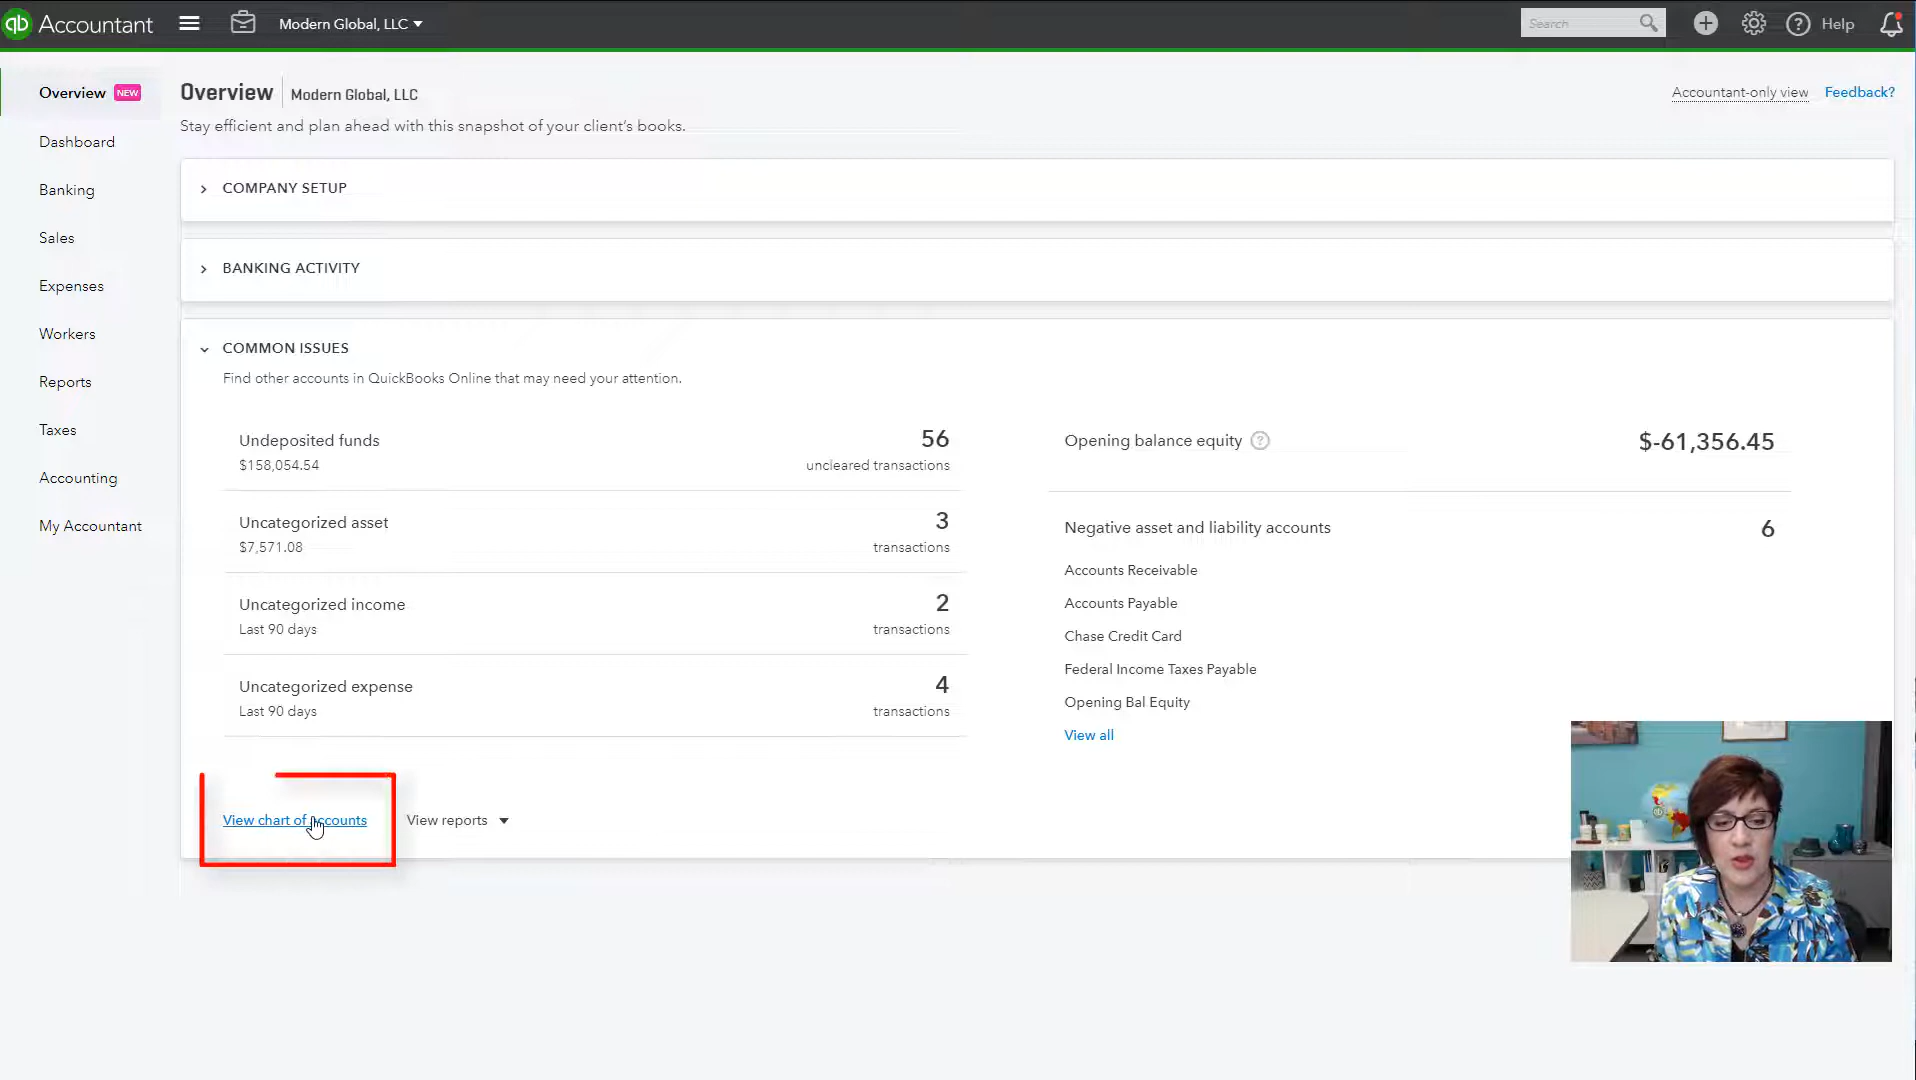 qb Accountant
Modern Global, LLC
Search
Help
Overview NEW
Dashboard
Banking
Sales
Expenses
Workers
Reports
Taxes
Accounting
My Accountant
Overview
Modern Global, LLC
Accountant-only view
Feedback?
Stay efficient and plan ahead with this snapshot of your client's books.
COMPANY SETUP
BANKING ACTIVITY
COMMON ISSUES
Find other accounts in QuickBooks Online that may need your attention.
Undeposited funds
56
$158,054.54
uncleared transactions
Uncategorized asset
3
$7,571.08
transactions
Uncategorized income
2
Last 90 days
transactions
Uncategorized expense
4
Last 90 days
transactions
Opening balance equity ?
$-61,356.45
Negative asset and liability accounts
6
Accounts Receivable
Accounts Payable
Chase Credit Card
Federal Income Taxes Payable
Opening Bal Equity
View all
View chart of accounts
View reports